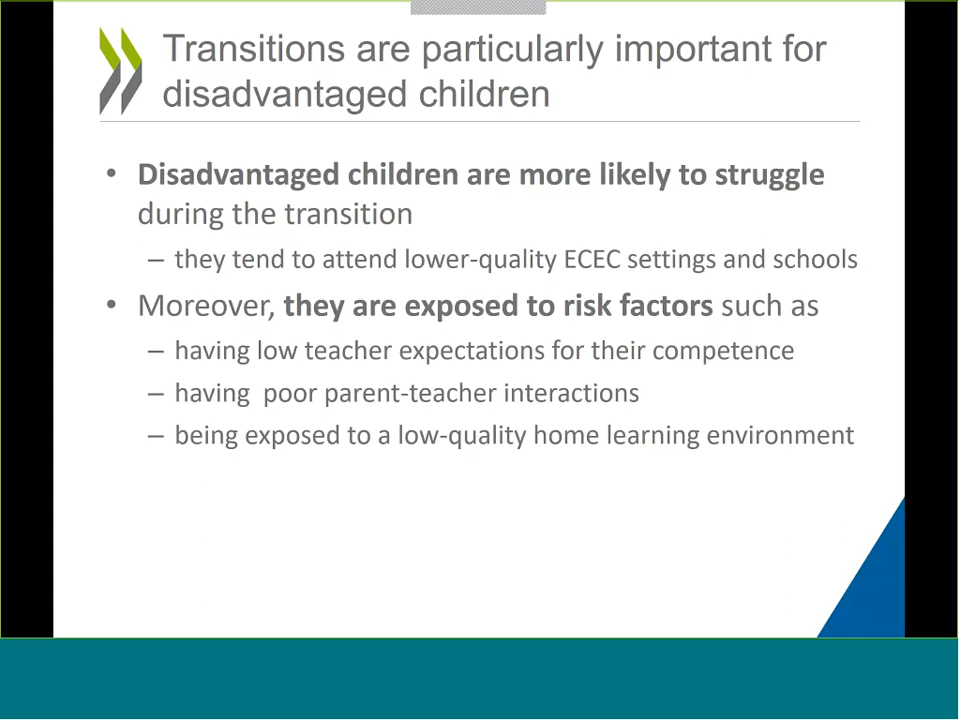 Transitions are particularly important for
disadvantaged children
• Disadvantaged children are more likely to struggle
during the transition
– they tend to attend lower-quality ECEC settings and schools
• Moreover, they are exposed to risk factors such as
– having low teacher expectations for their competence
– having  poor parent-teacher interactions
– being exposed to a low-quality home learning environment